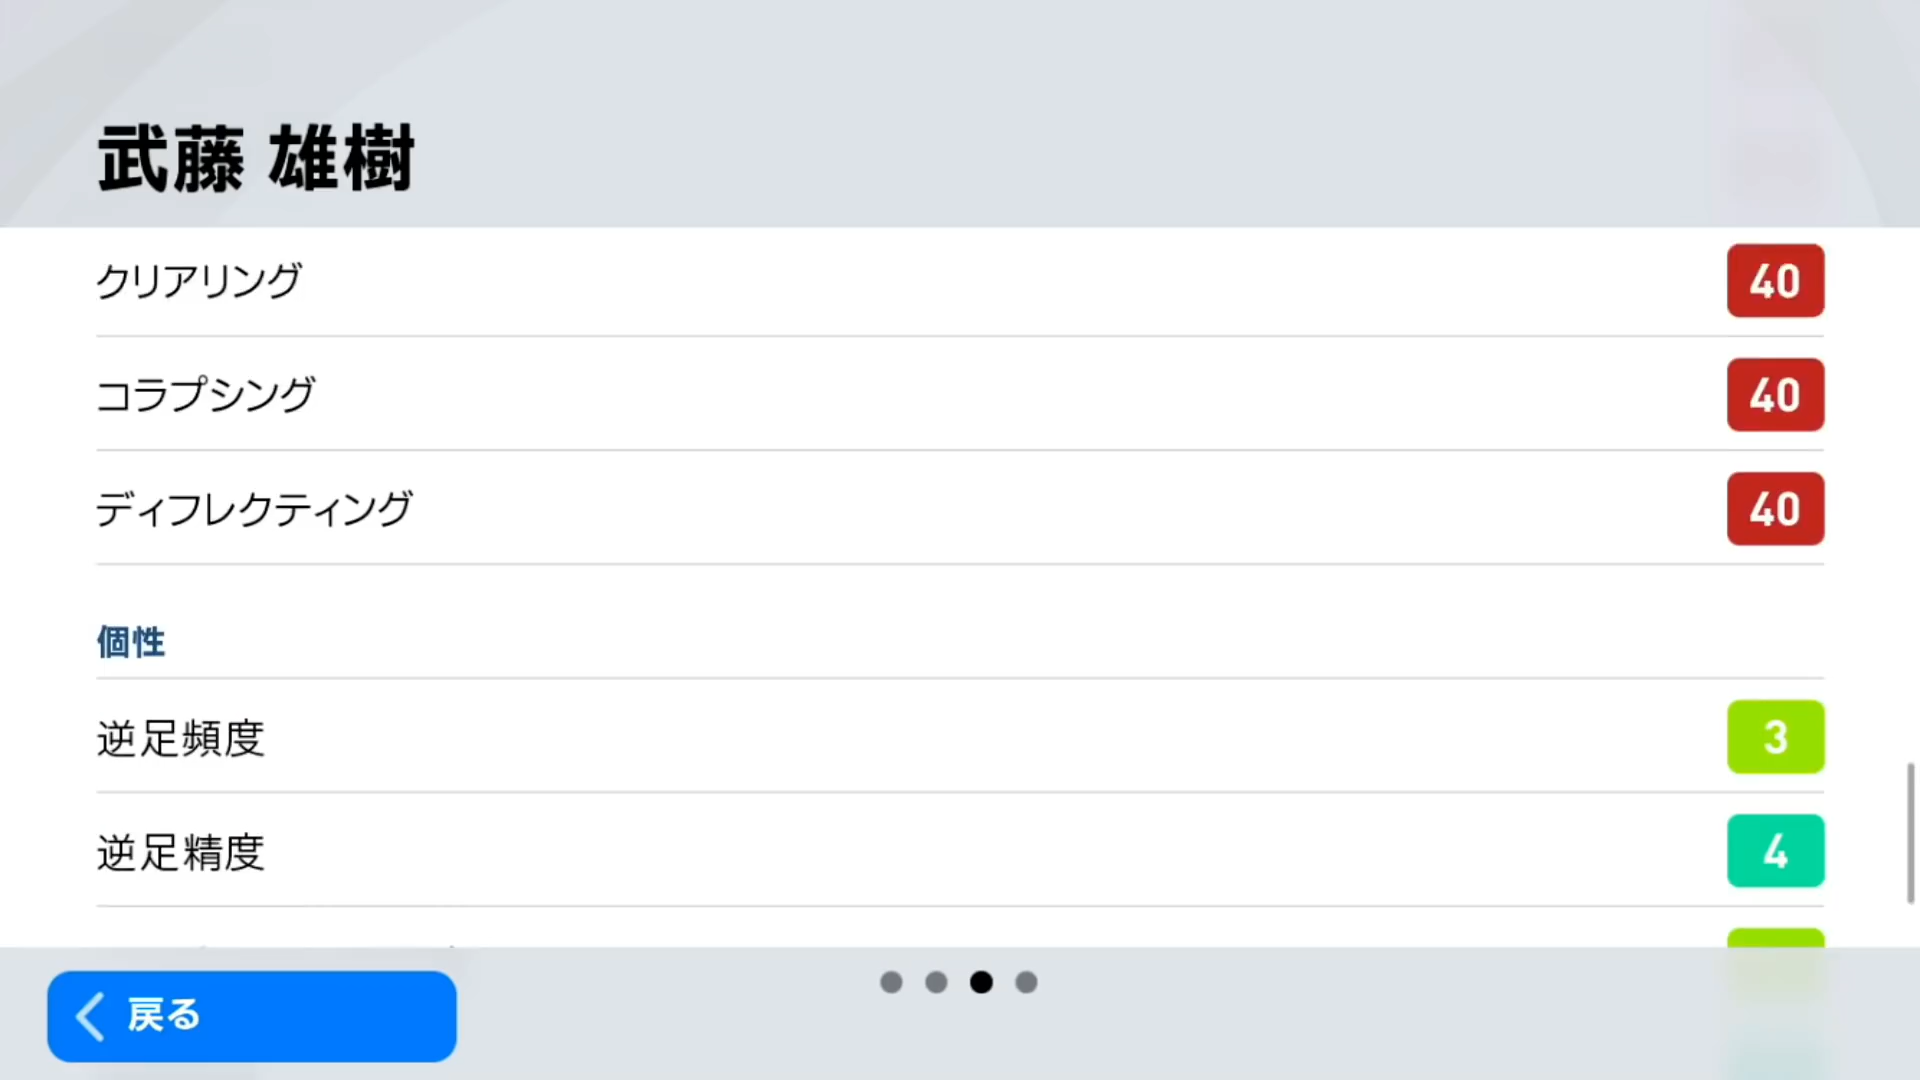 武藤 雄樹
クリアリング 40
コラプシング 40
ディフレクティング 40
個性
逆足頻度 3
逆足精度 4
戻る